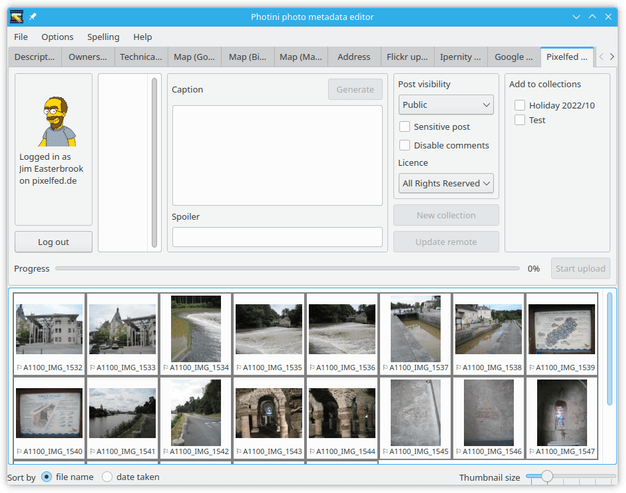 Photini photo metadata editor
File Options Spelling Help
Descript... Owners... Technica... Map (Go... Map (Bi... Map (Ma... Address Flickr up... Ipernity ... Google ... Pixelfed ...
Logged in as
Jim Easterbrook
on pixelfed.de
Log out
Caption
Generate
Spoiler
Post visibility
Public
Sensitive post
Disable comments
Licence
All Rights Reserved
New collection
Update remote
Add to collections
Holiday 2022/10
Test
Progress 0% Start upload
A1100_IMG_1532 A1100_IMG_1533 A1100_IMG_1534 A1100_IMG_1535 A1100_IMG_1536 A1100_IMG_1537 A1100_IMG_1538 A1100_IMG_1539
A1100_IMG_1540 A1100_IMG_1541 A1100_IMG_1542 A1100_IMG_1543 A1100_IMG_1544 A1100_IMG_1545 A1100_IMG_1546 A1100_IMG_1547
Sort by file name date taken Thumbnail size